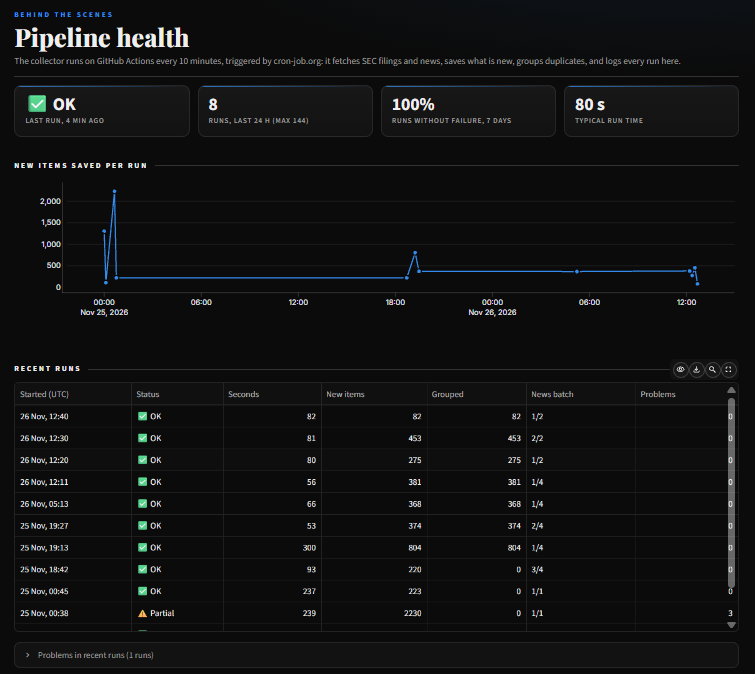 BEHIND THE SCENES
Pipeline health
The collector runs on GitHub Actions every 10 minutes, triggered by cron-job.org: it fetches SEC filings and news, saves what is new, groups duplicates, and logs every run here.
✅ OK
LAST RUN, 4 MIN AGO
8
RUNS, LAST 24 H (MAX 144)
100%
RUNS WITHOUT FAILURE, 7 DAYS
80 s
TYPICAL RUN TIME
NEW ITEMS SAVED PER RUN
2,000
1,500
1,000
500
0
00:00 06:00 12:00 18:00 00:00 06:00 12:00
Nov 25, 2026 Nov 26, 2026
RECENT RUNS
Started (UTC) Status Seconds New items Grouped News batch Problems
26 Nov, 12:40 ✅ OK 82 82 82 1/2 0
26 Nov, 12:30 ✅ OK 81 453 453 2/2 0
26 Nov, 12:20 ✅ OK 80 275 275 1/2 0
26 Nov, 12:11 ✅ OK 56 381 381 1/4 0
26 Nov, 05:13 ✅ OK 66 368 368 1/4 0
25 Nov, 19:27 ✅ OK 53 374 374 2/4 0
25 Nov, 19:13 ✅ OK 300 804 804 1/4 0
25 Nov, 18:42 ✅ OK 93 220 0 3/4 0
25 Nov, 00:45 ✅ OK 237 223 0 1/1 0
25 Nov, 00:38 ⚠️ Partial 239 2230 0 1/1 3
Problems in recent runs (1 runs)